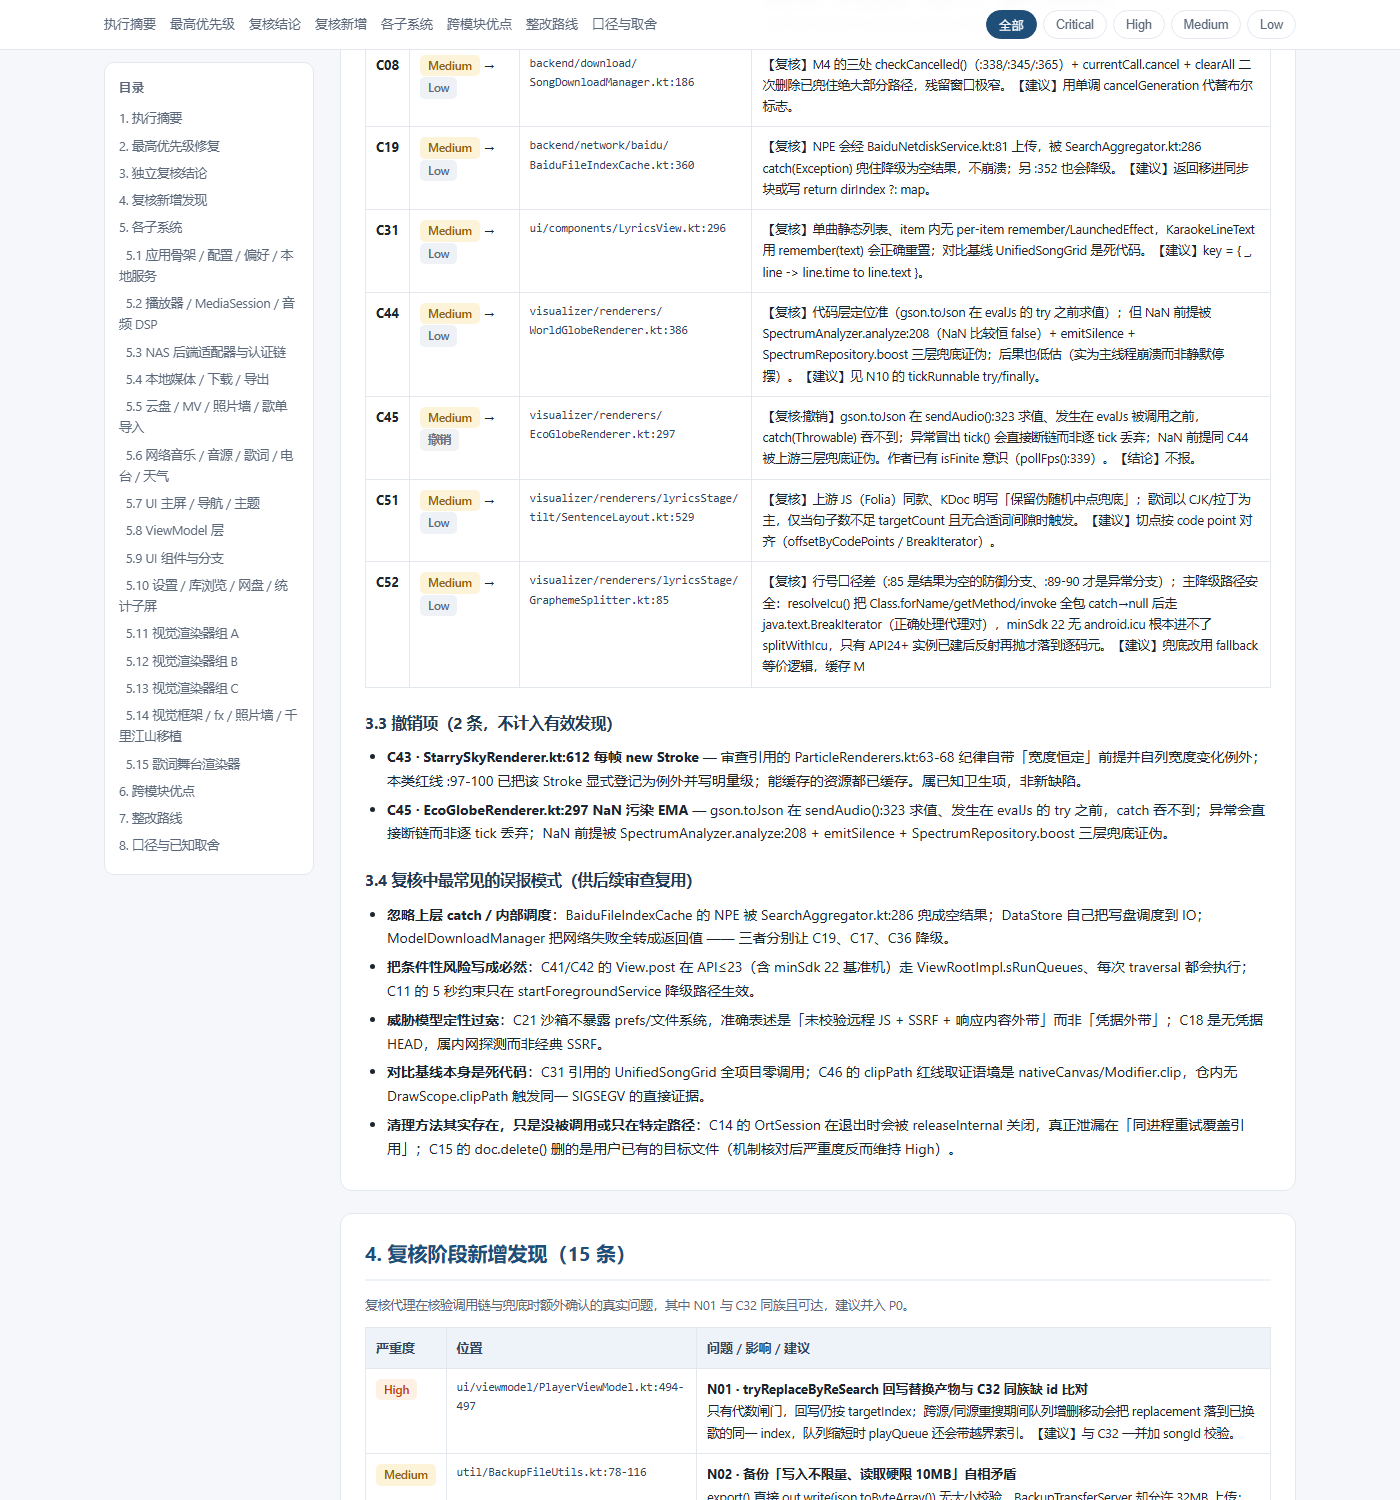 执行摘要 最高优先级 复核结论 复核新增 各子系统 跨模块优点 整改路线 口径与取舍 全部 Critical High Medium Low
目录
1. 执行摘要
2. 最高优先级修复
3. 独立复核结论
4. 复核新增发现
5. 各子系统
5.1 应用骨架 / 配置 / 偏好 / 本
地服务
5.2 播放器 / MediaSession / 音
频 DSP
5.3 NAS 后端适配器与认证链
5.4 本地媒体 / 下载 / 导出
5.5 云盘 / MV / 照片墙 / 歌单
导入
5.6 网络音乐 / 音源 / 歌词 / 电
台 / 天气
5.7 UI 主屏 / 导航 / 主题
5.8 ViewModel 层
5.9 UI 组件与分支
5.10 设置 / 库浏览 / 网盘 / 统
计子屏
5.11 视觉渲染器组 A
5.12 视觉渲染器组 B
5.13 视觉渲染器组 C
5.14 视觉框架 / fx / 照片墙 / 千
里江山移植
5.15 歌词舞台渲染器
6. 跨模块优点
7. 整改路线
8. 口径与已知取舍
C08 Medium → Low backend/download/
SongDownloadManager.kt:186
【复核】M4 的三处 checkCancelled()（:338/:345/:365）+ currentCall.cancel + clearAll 二
次删除已兜住绝大部分路径，残留窗口极窄。【建议】用单调 cancelGeneration 代替布尔
标志。
C19 Medium → Low backend/network/baidu/
BaiduFileIndexCache.kt:360
【复核】NPE 会经 BaiduNetdiskService.kt:81 上传，被 SearchAggregator.kt:286
catch(Exception) 兜住降级为空结果，不崩溃；另 :352 也会降级。【建议】返回移进同步
块或写 return dirIndex ?: map。
C31 Medium → Low ui/components/LyricsView.kt:296
【复核】单曲静态列表、item 内无 per-item remember/LaunchedEffect，KaraokeLineText
用 remember(text) 会正确重置；对比基线 UnifiedSongGrid 是死代码。【建议】key = { _,
line -> line.time to line.text }。
C44 Medium → Low visualizer/renderers/
WorldGlobeRenderer.kt:386
【复核】代码层定位准（gson.toJson 在 evalJs 的 try 之前求值）；但 NaN 前提被
SpectrumAnalyzer.analyze:208（NaN 比较恒 false）+ emitSilence +
SpectrumRepository.boost 三层兜底证伪；后果也低估（实为主线程崩溃而非静默停
摆）。【建议】见 N10 的 tickRunnable try/finally。
C45 Medium → 撤销 visualizer/renderers/
EcoGlobeRenderer.kt:297
【复核·撤销】gson.toJson 在 sendAudio():323 求值、发生在 evalJs 被调用之前，
catch(Throwable) 吞不到；异常冒出 tick() 会直接断链而非逐 tick 丢弃；NaN 前提同 C44
被上游三层兜底证伪。作者已有 isFinite 意识（pollFps():339）。【结论】不报。
C51 Medium → Low visualizer/renderers/lyricsStage/
tilt/SentenceLayout.kt:529
【复核】上游 JS（Folia）同款、KDoc 明写「保留伪随机中点兜底」；歌词以 CJK/拉丁为
主，仅当句子数不足 targetCount 且无合适词间隙时触发。【建议】切点按 code point 对
齐（offsetByCodePoints / BreakIterator）。
C52 Medium → Low visualizer/renderers/lyricsStage/
GraphemeSplitter.kt:85
【复核】行号口径差（:85 是结果为空的防御分支、:89-90 才是异常分支）；主降级路径安
全：resolveIcu() 把 Class.forName/getMethod/invoke 全包 catch→null 后走
java.text.BreakIterator（正确处理代理对），minSdk 22 无 android.icu 根本进不了
splitWithIcu，只有 API24+ 实例已建后反射再抛才落到逐码元。【建议】兜底改用 fallback
等价逻辑，缓存 M
3.3 撤销项（2 条，不计入有效发现）
• C43 · StarrySkyRenderer.kt:612 每帧 new Stroke — 审查引用的 ParticleRenderers.kt:63-68 纪律自带「宽度恒定」前提并自列宽度变化例外；
本类红线 :97-100 已把该 Stroke 显式登记为例外并写明量级；能缓存的资源都已缓存。属已知卫生项，非新缺陷。
• C45 · EcoGlobeRenderer.kt:297 NaN 污染 EMA — gson.toJson 在 sendAudio():323 求值、发生在 evalJs 的 try 之前，catch 吞不到；异常会直
接断链而非逐 tick 丢弃；NaN 前提被 SpectrumAnalyzer.analyze:208 + emitSilence + SpectrumRepository.boost 三层兜底证伪。
3.4 复核中最常见的误报模式（供后续审查复用）
• 忽略上层 catch / 内部调度：BaiduFileIndexCache 的 NPE 被 SearchAggregator.kt:286 兜成空结果；DataStore 自己把写盘调度到 IO；
ModelDownloadManager 把网络失败全转成返回值 —— 三者分别让 C19、C17、C36 降级。
• 把条件性风险写成必然：C41/C42 的 View.post 在 API≤23（含 minSdk 22 基准机）走 ViewRootImpl.sRunQueues、每次 traversal 都会执行；
C11 的 5 秒约束只在 startForegroundService 降级路径生效。
• 威胁模型定性过宽：C21 沙箱不暴露 prefs/文件系统，准确表述是「未校验远程 JS + SSRF + 响应内容外带」而非「凭据外带」；C18 是无凭据
HEAD，属内网探测而非经典 SSRF。
• 对比基线本身是死代码：C31 引用的 UnifiedSongGrid 全项目零调用；C46 的 clipPath 红线取证语境是 nativeCanvas/Modifier.clip，仓内无
DrawScope.clipPath 触发同一 SIGSEGV 的直接证据。
• 清理方法其实存在，只是没被调用或只在特定路径：C14 的 OrtSession 在退出时会被 releaseInternal 关闭，真正泄漏在「同进程重试覆盖引
用」；C15 的 doc.delete() 删的是用户已有的目标文件（机制核对后严重度反而维持 High）。
4. 复核阶段新增发现（15 条）
复核代理在核验调用链与兜底时额外确认的真实问题，其中 N01 与 C32 同族且可达，建议并入 P0。
严重度 位置 问题 / 影响 / 建议
High ui/viewmodel/PlayerViewModel.kt:494-
497
N01 · tryReplaceByReSearch 回写替换产物与 C32 同族缺 id 比对
只有代数闸门，回写仍按 targetIndex；跨源/同源重搜期间队列增删移动会把 replacement 落到已换
歌的同一 index，队列缩短时 playQueue 还会带越界索引。【建议】与 C32 一并加 songId 校验。
Medium util/BackupFileUtils.kt:78-116
N02 · 备份「写入不限量、读取硬限 10MB」自相矛盾
export() 直接 out.write(json.toByteArray()) 无大小校验，BackupTransferServer 却允许 32MB 上传；